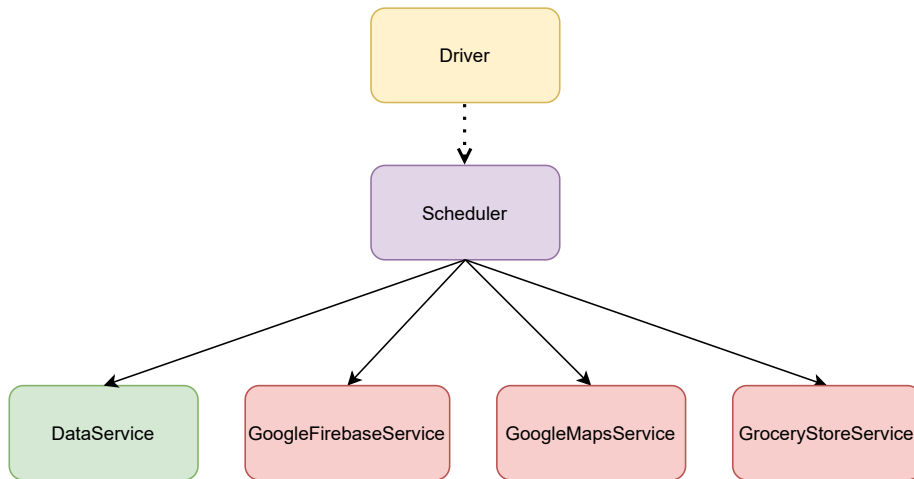 Driver
Scheduler
DataService
GoogleFirebaseService
GoogleMapsService
GroceryStoreService